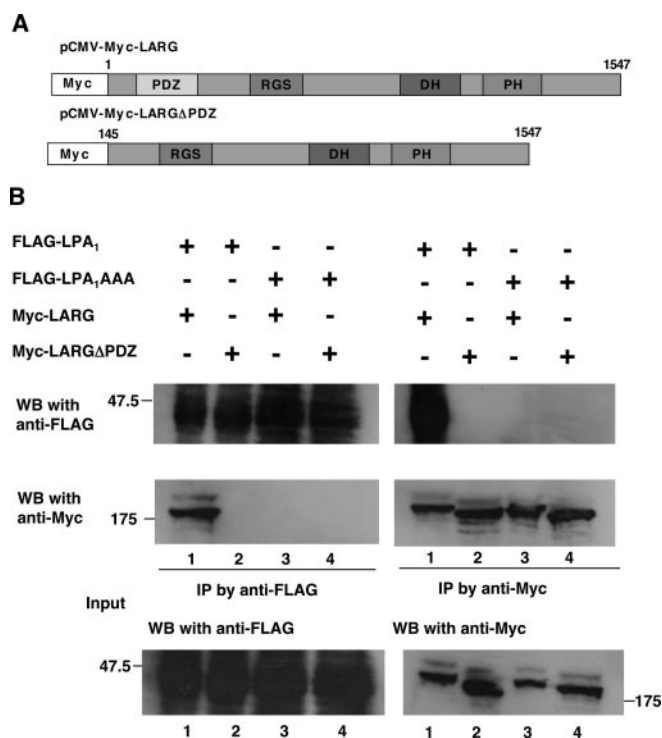 A
pCMV-Myc-LARG
1 1547
Myc PDZ RGS DH PH
pCMV-Myc-LARGΔPDZ
145 1547
Myc RGS DH PH
B
FLAG-LPA₁ + + - - + + - -
FLAG-LPA₁AAA - - + + - - + +
Myc-LARG + - + - + - + -
Myc-LARGΔPDZ - + - + - + - +
WB with anti-FLAG 47.5
WB with anti-Myc 175
1 2 3 4 1 2 3 4
IP by anti-FLAG IP by anti-Myc
Input
WB with anti-FLAG WB with anti-Myc
47.5
175
1 2 3 4 1 2 3 4